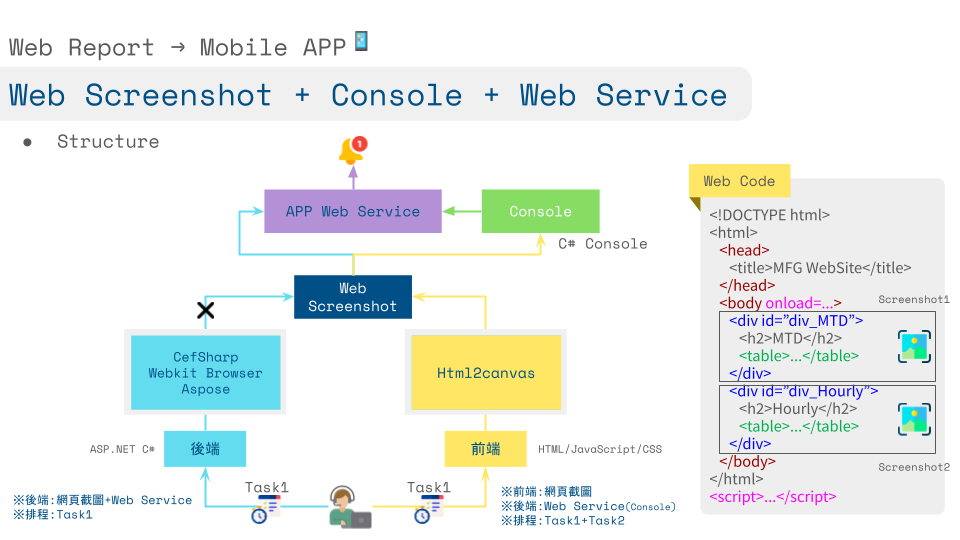 Web Report → Mobile APP
Web Screenshot + Console + Web Service
● Structure
1
APP Web Service
Console
C# Console
Web
Screenshot
CefSharp
Webkit Browser
Aspose
Html2canvas
ASP.NET C#
後端
前端
HTML/JavaScript/CSS
Task1
Task1
※後端:網頁截圖+Web Service
※排程:Task1
※前端:網頁截圖
※後端:Web Service(Console)
※排程:Task1+Task2
Web Code
<!DOCTYPE html>
<html>
<head>
<title>MFG WebSite</title>
</head>
<body onload=...>
Screenshot1
<div id=”div_MTD”>
<h2>MTD</h2>
<table>...</table>
</div>
<div id=”div_Hourly”>
<h2>Hourly</h2>
<table>...</table>
</div>
</body>
Screenshot2
</html>
<script>...</script>